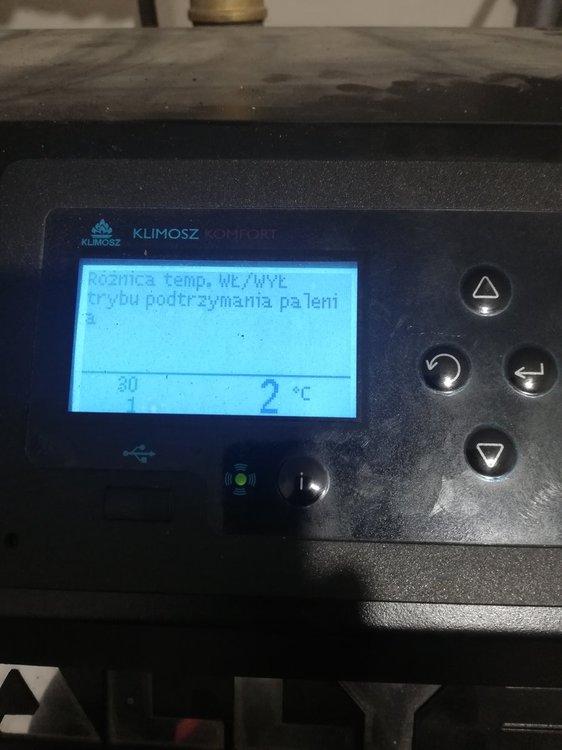 KLIMOSZ
KLIMOSZ KOMFORT
Różnica temp. WŁ/WYŁ
trybu podtrzymania paleni
a
30
1
2 °C
i